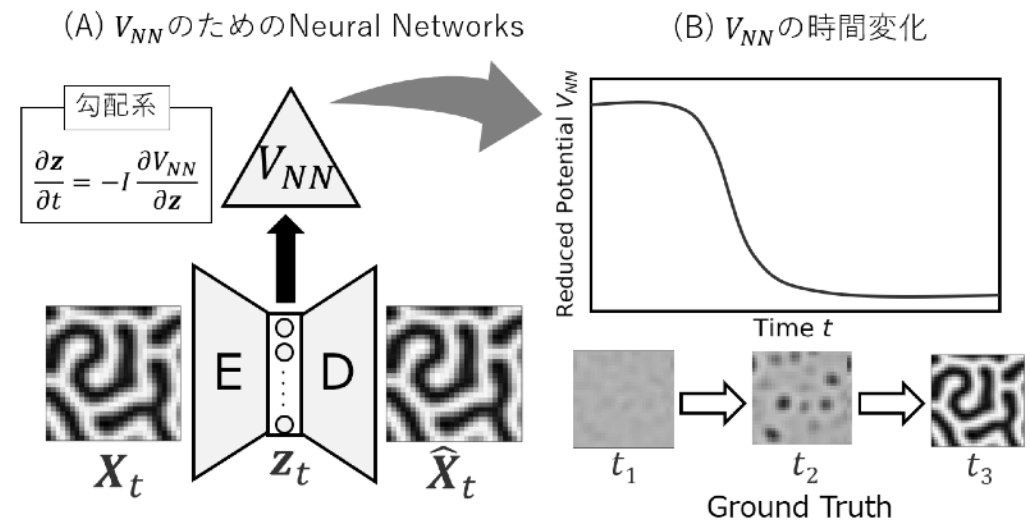 (A) V_NNのためのNeural Networks
勾配系
∂z/∂t = −I ∂V_NN/∂z
V_NN
E
D
X_t
z_t
X̂_t
(B) V_NNの時間変化
Reduced Potential V_NN
Time t
t_1
t_2
t_3
Ground Truth